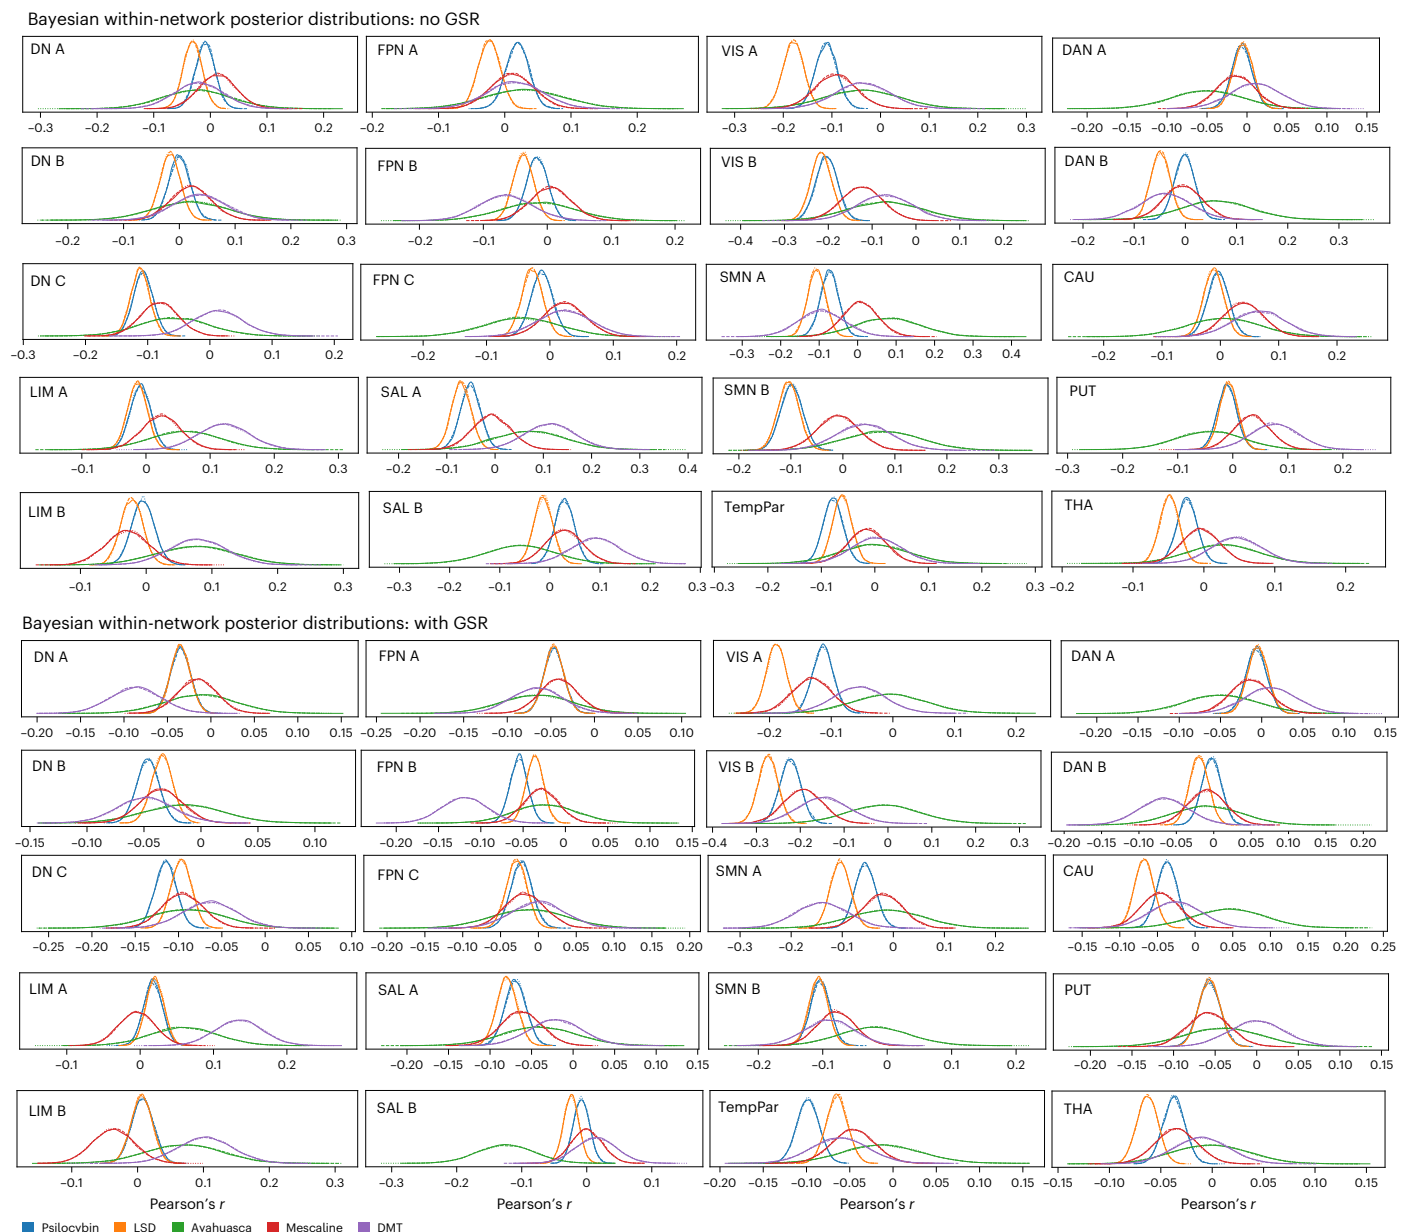 Bayesian within-network posterior distributions: no GSR
DN A FPN A VIS A DAN A
−0.3 −0.2 −0.1 0 0.1 0.2 −0.2 −0.1 0 0.1 0.2 −0.3 −0.2 −0.1 0 0.1 0.2 0.3 −0.20 −0.15 −0.10 −0.05 0 0.05 0.10 0.15
DN B FPN B VIS B DAN B
−0.2 −0.1 0 0.1 0.2 0.3 −0.2 −0.1 0 0.1 0.2 −0.4 −0.3 −0.2 −0.1 0 0.1 0.2 −0.2 −0.1 0 0.1 0.2 0.3
DN C FPN C SMN A CAU
−0.3 −0.2 −0.1 0 0.1 0.2 −0.2 −0.1 0 0.1 0.2 −0.3 −0.2 −0.1 0 0.1 0.2 0.3 0.4 −0.2 −0.1 0 0.1 0.2
LIM A SAL A SMN B PUT
−0.1 0 0.1 0.2 0.3 −0.2 −0.1 0 0.1 0.2 0.3 0.4 −0.2 −0.1 0 0.1 0.2 0.3 −0.3 −0.2 −0.1 0 0.1 0.2
LIM B SAL B TempPar THA
−0.1 0 0.1 0.2 0.3 −0.3 −0.2 −0.1 0 0.1 0.2 0.3 −0.3 −0.2 −0.1 0 0.1 0.2 0.3 −0.2 −0.1 0 0.1 0.2
Bayesian within-network posterior distributions: with GSR
DN A FPN A VIS A DAN A
−0.20 −0.15 −0.10 −0.05 0 0.05 0.10 0.15 −0.25 −0.20 −0.15 −0.10 −0.05 0 0.05 0.10 −0.2 −0.1 0 0.1 0.2 −0.20 −0.15 −0.10 −0.05 0 0.05 0.10 0.15
DN B FPN B VIS B DAN B
−0.15 −0.10 −0.05 0 0.05 0.10 −0.20 −0.15 −0.10 −0.05 0 0.05 0.10 0.15 −0.4 −0.3 −0.2 −0.1 0 0.1 0.2 0.3 −0.20 −0.15 −0.10 −0.05 0 0.05 0.10 0.15 0.20
DN C FPN C SMN A CAU
−0.25 −0.20 −0.15 −0.10 −0.05 0 0.05 0.10 −0.20 −0.15 −0.10 −0.05 0 0.05 0.10 0.15 0.20 −0.3 −0.2 −0.1 0 0.1 0.2 −0.15 −0.10 −0.05 0 0.05 0.10 0.15 0.20 0.25
LIM A SAL A SMN B PUT
−0.1 0 0.1 0.2 −0.20 −0.15 −0.10 −0.05 0 0.05 0.10 0.15 −0.2 −0.1 0 0.1 0.2 −0.20 −0.15 −0.10 −0.05 0 0.05 0.10 0.15
LIM B SAL B TempPar THA
−0.1 0 0.1 0.2 0.3 −0.3 −0.2 −0.1 0 0.1 −0.20 −0.15 −0.10 −0.05 0 0.05 0.10 0.15 −0.15 −0.10 −0.05 0 0.05 0.10 0.15
Pearson's r Pearson's r Pearson's r Pearson's r
Psilocybin LSD Ayahuasca Mescaline DMT